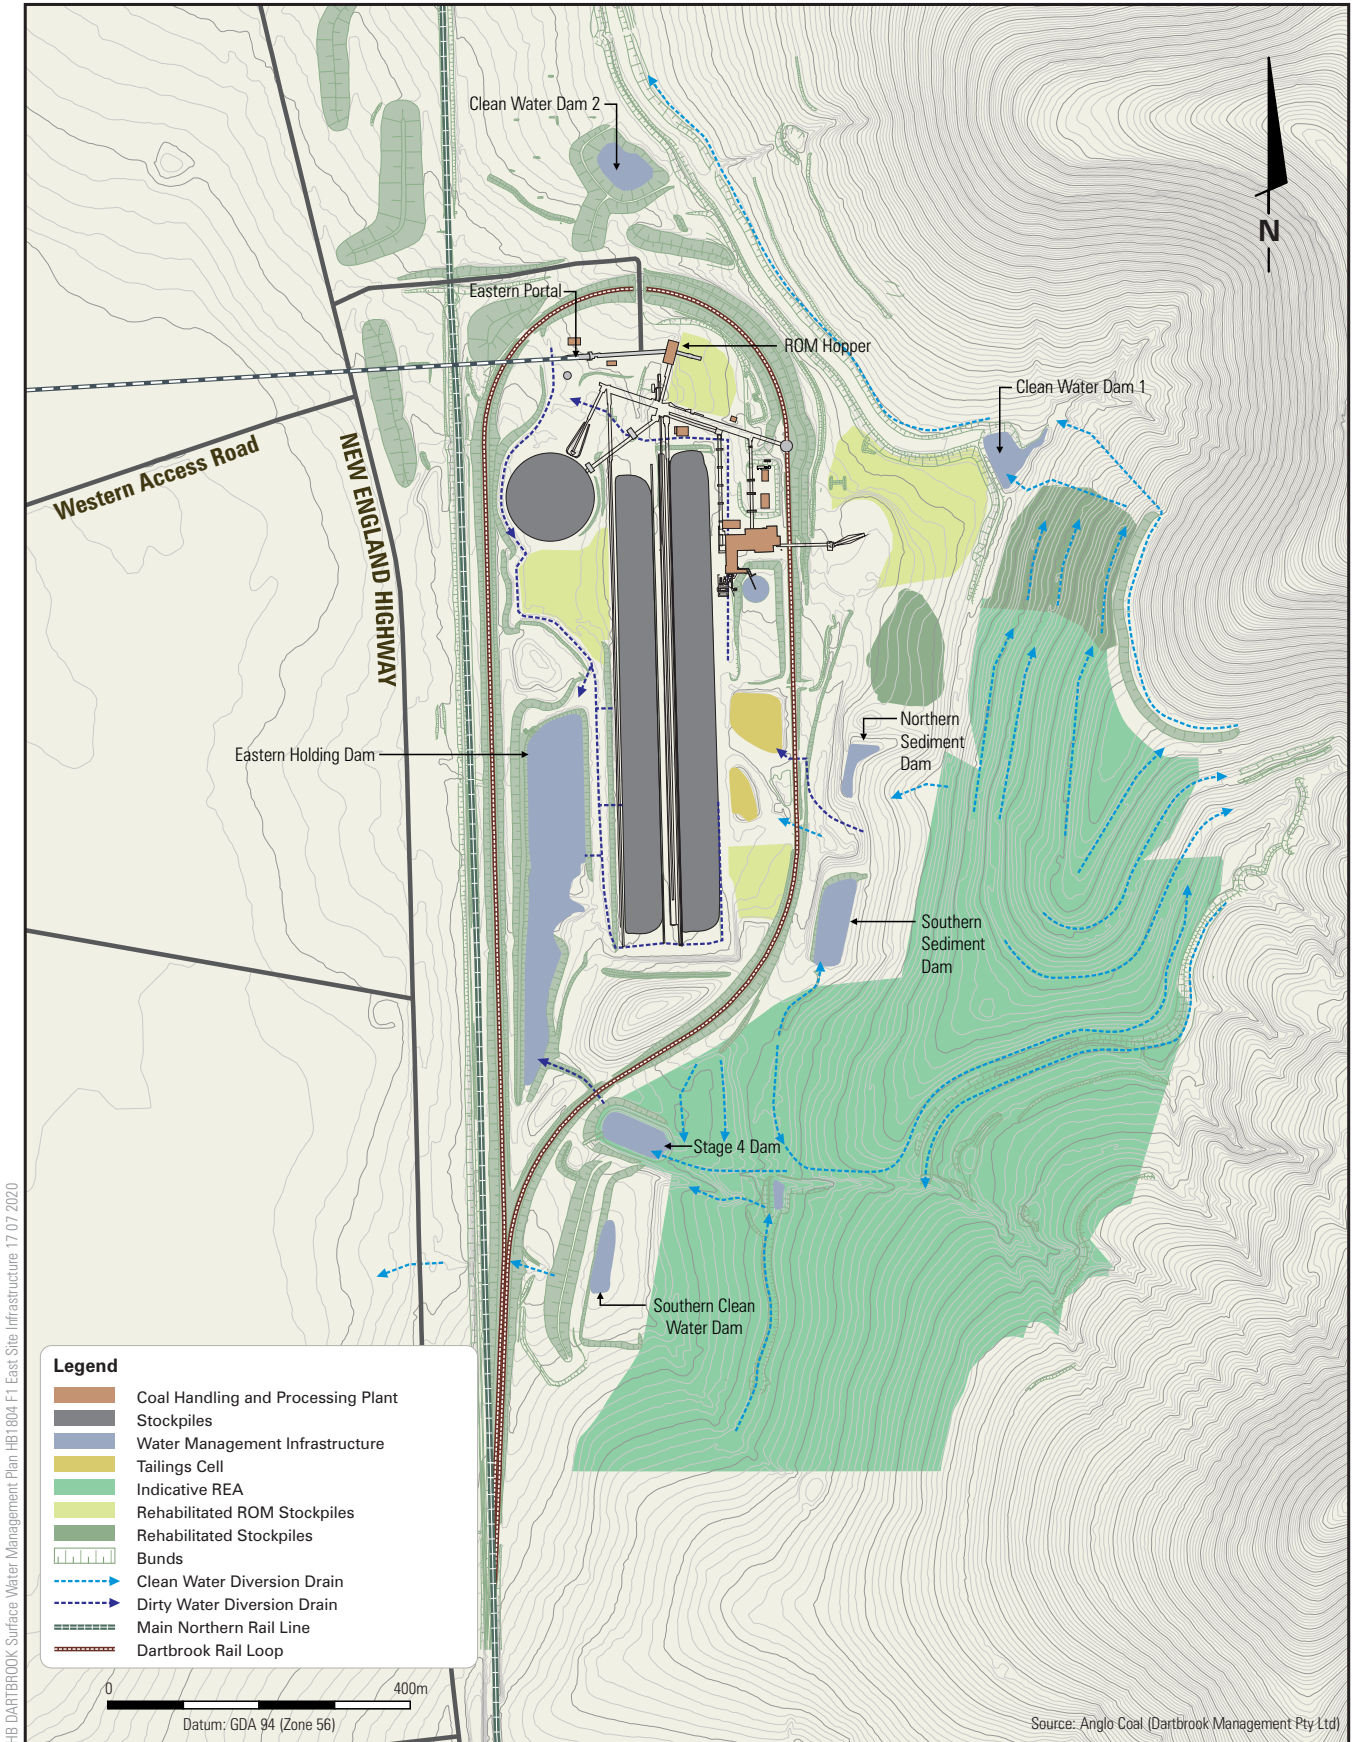 Clean Water Dam 2
N
Eastern Portal
ROM Hopper
Clean Water Dam 1
Western Access Road
NEW ENGLAND HIGHWAY
Northern
Sediment
Dam
Eastern Holding Dam
Southern
Sediment
Dam
Stage 4 Dam
Southern Clean
Water Dam
Legend
Coal Handling and Processing Plant
Stockpiles
Water Management Infrastructure
Tailings Cell
Indicative REA
Rehabilitated ROM Stockpiles
Rehabilitated Stockpiles
Bunds
Clean Water Diversion Drain
Dirty Water Diversion Drain
Main Northern Rail Line
Dartbrook Rail Loop
0 400m
Datum: GDA 94 (Zone 56)
Source: Anglo Coal (Dartbrook Management Pty Ltd)
HB DARTBROOK Surface Water Management Plan HB1804 F1 East Site Infrastructure 17 07 2020